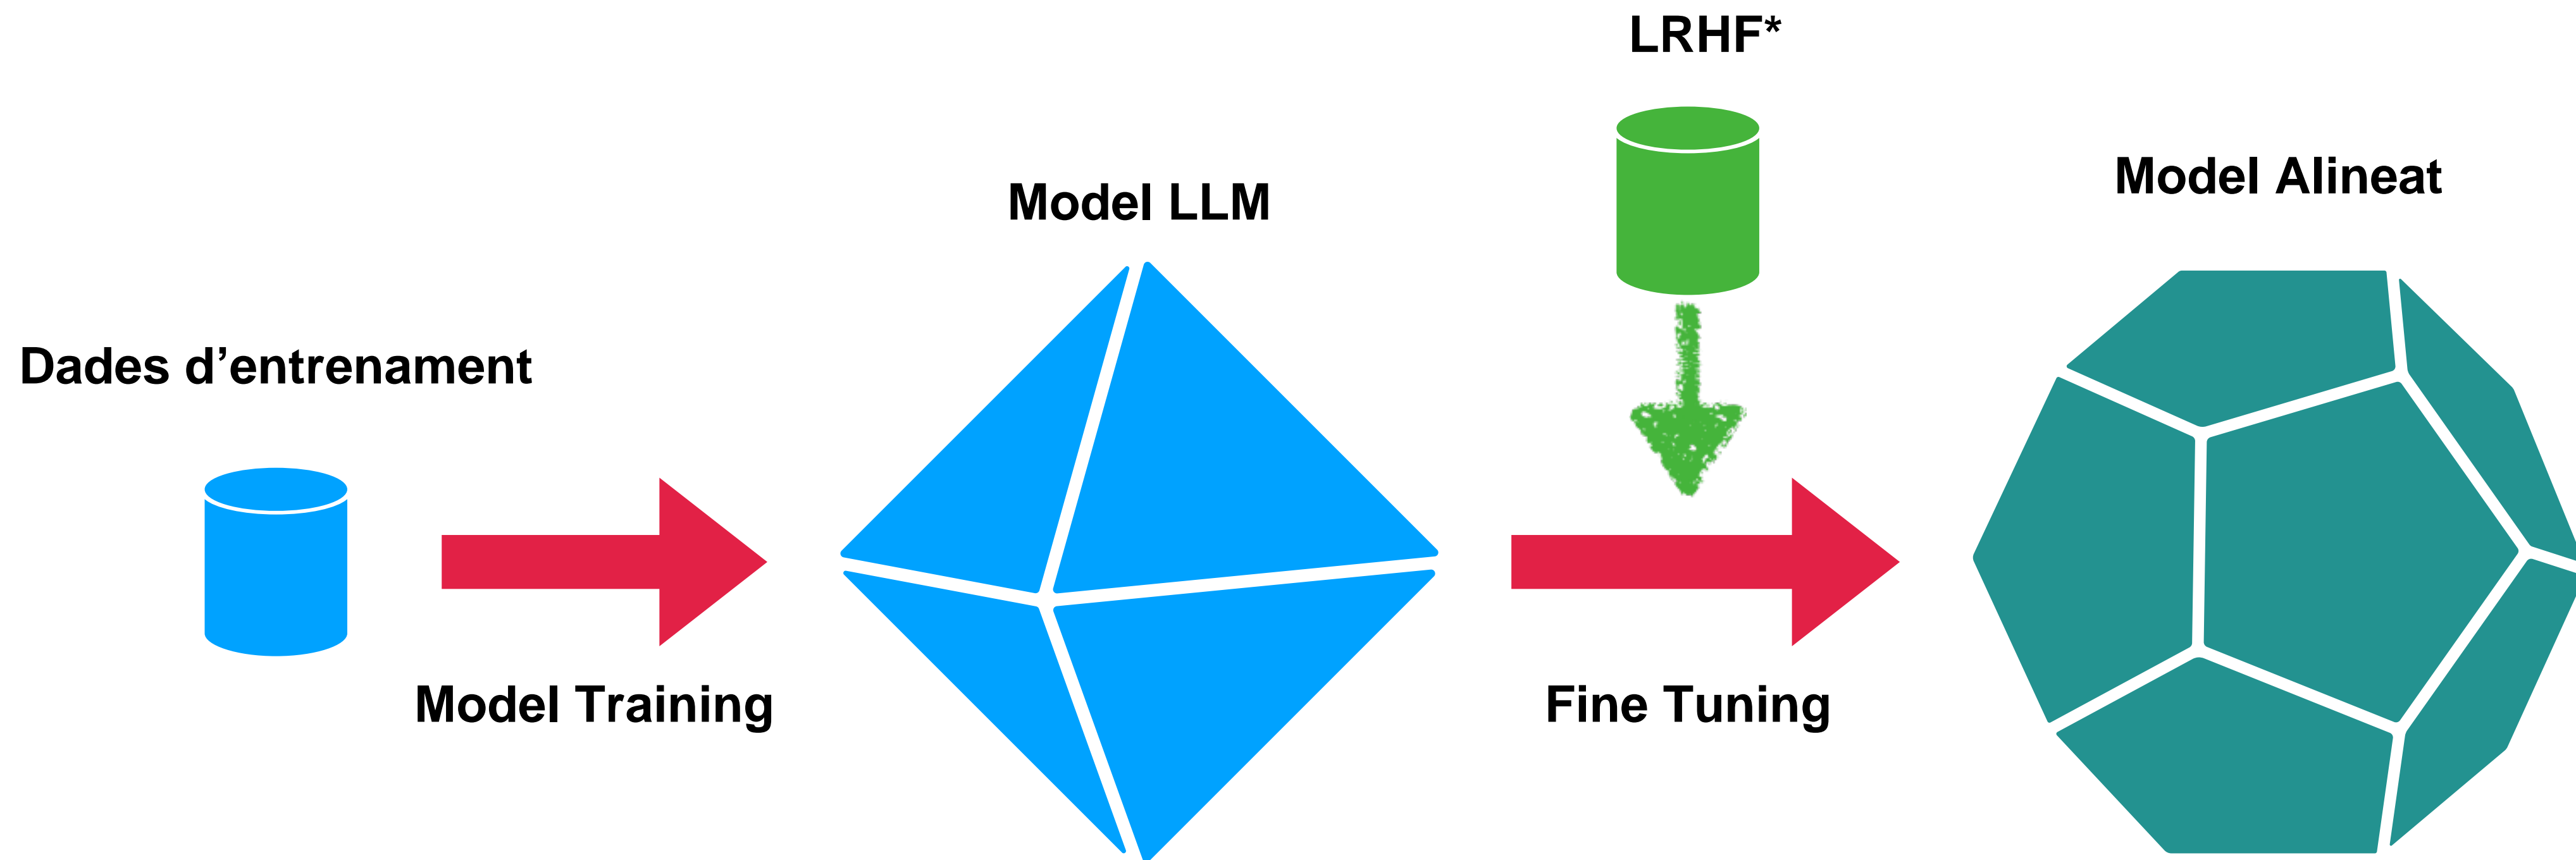 LRHF*
Model Alineat
Model LLM
Dades d’entrenament
Model Training
Fine Tuning